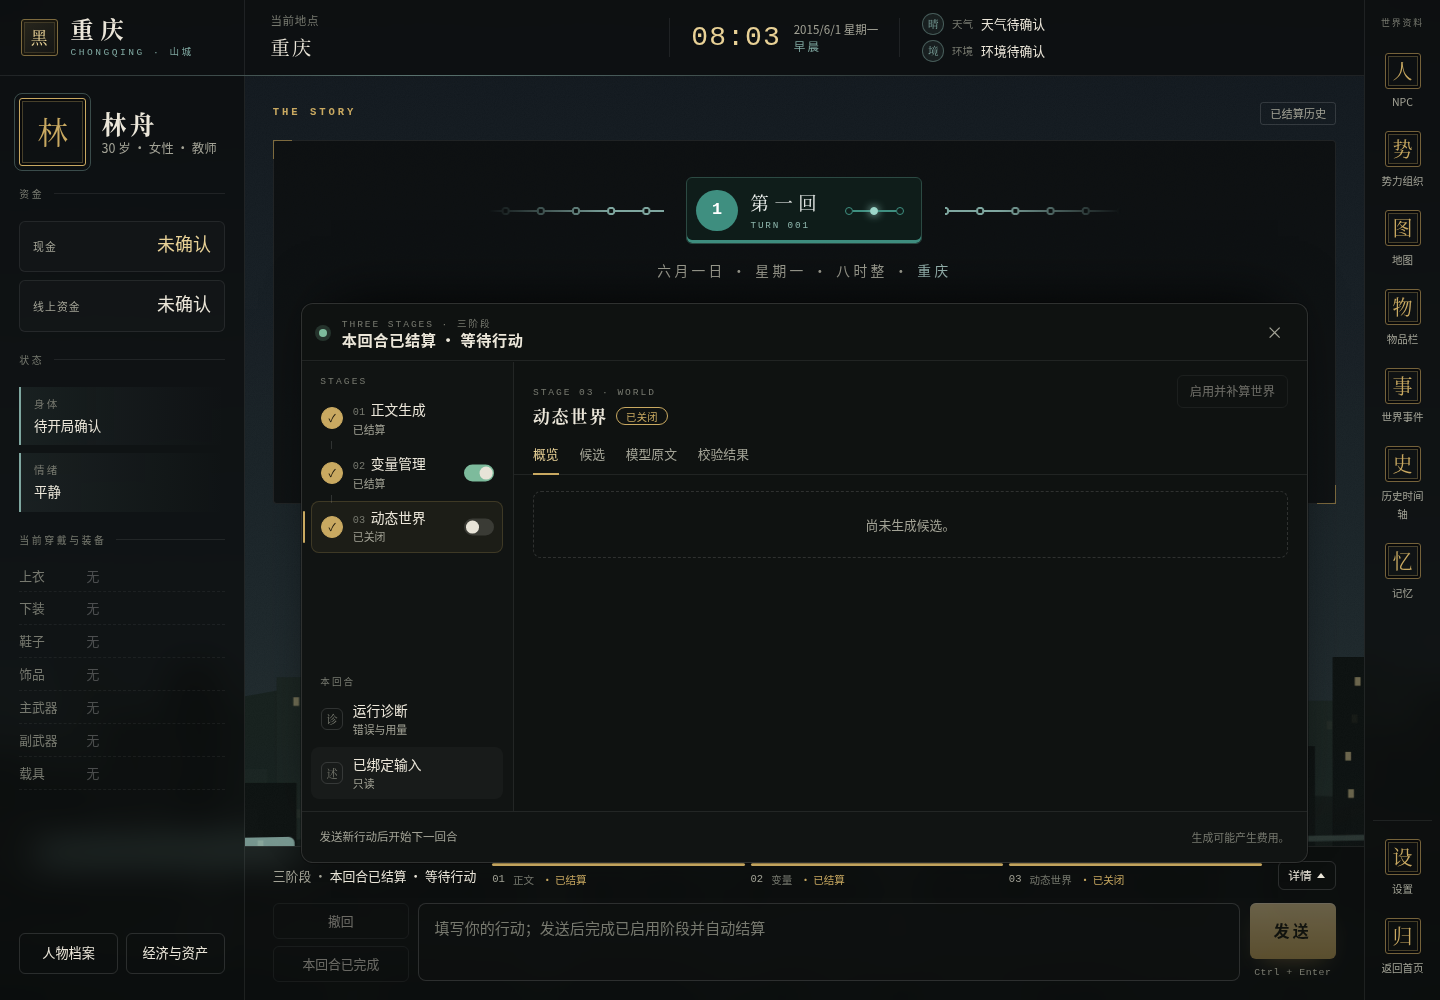 黑
重庆
CHONGQING · 山城
当前地点
重庆
08:03
2015/6/1 星期一
早晨
晴 天气 天气待确认
境 环境 环境待确认
世界资料
林
林舟
30 岁 • 女性 • 教师
资金
现金 未确认
线上资金 未确认
状态
身体
待开局确认
情绪
平静
当前穿戴与装备
上衣 无
下装 无
鞋子 无
饰品 无
主武器 无
副武器 无
载具 无
人物档案 经济与资产
THE STORY
已结算历史
1 第一回
TURN 001
六月一日 • 星期一 • 八时整 • 重庆
THREE STAGES · 三阶段
本回合已结算 • 等待行动
STAGES
01 正文生成
已结算
02 变量管理
已结算
03 动态世界
已关闭
本回合
诊 运行诊断
错误与用量
述 已绑定输入
只读
STAGE 03 · WORLD
动态世界 已关闭
启用并补算世界
概览 候选 模型原文 校验结果
尚未生成候选。
发送新行动后开始下一回合
生成可能产生费用。
三阶段 • 本回合已结算 • 等待行动
01 正文 • 已结算
02 变量 • 已结算
03 动态世界 • 已关闭
详情
撤回
本回合已完成
填写你的行动；发送后完成已启用阶段并自动结算
发送
Ctrl + Enter
人
NPC
势
势力组织
图
地图
物
物品栏
事
世界事件
史
历史时间
轴
忆
记忆
设
设置
归
返回首页